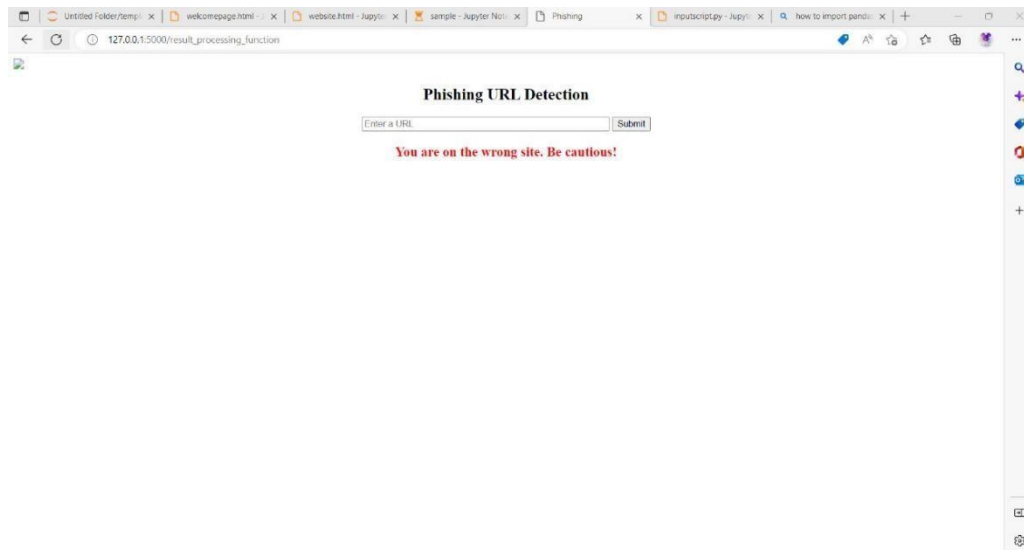 Untitled Folder/templ
welcomepage.html - J
website.html - Jupyter
sample - Jupyter Note
Phishing
inputscript.py - Jupyt
how to import panda
127.0.0.1:5000/result_processing_function
Phishing URL Detection
Enter a URL
Submit
You are on the wrong site. Be cautious!